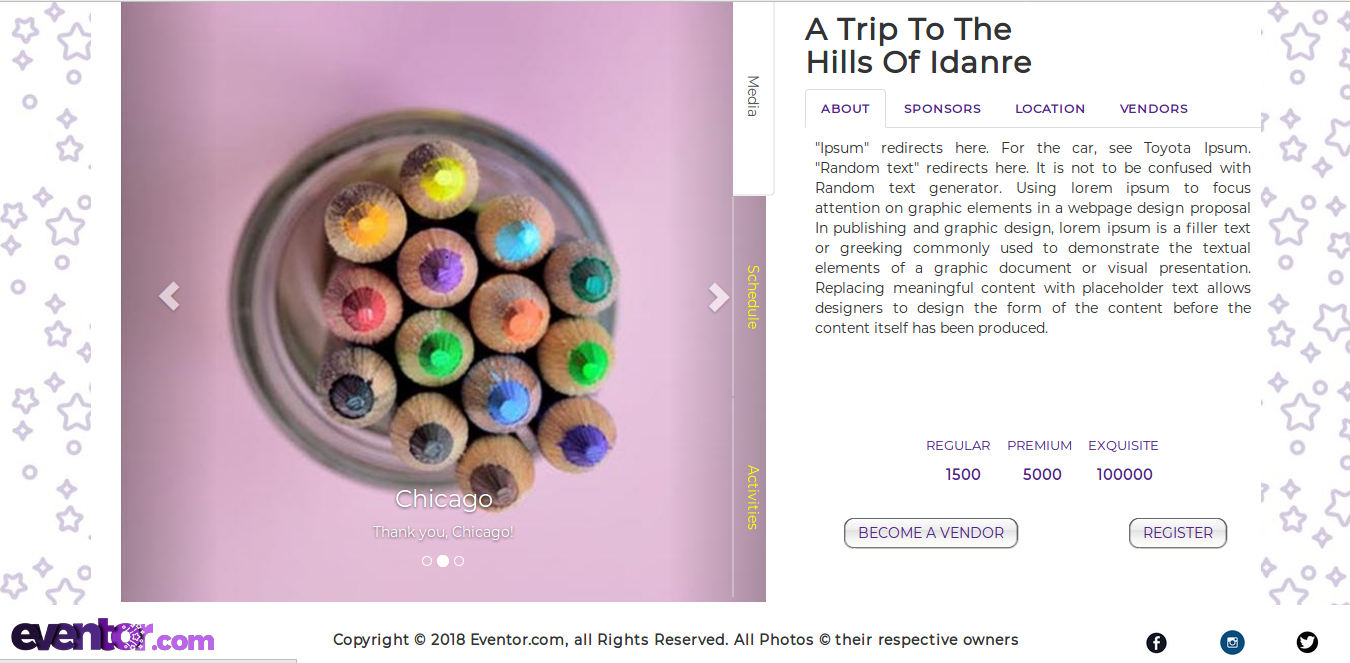 Media
Schedule
Activities
Chicago
Thank you, Chicago!
A Trip To The
Hills Of Idanre
ABOUT SPONSORS LOCATION VENDORS
"Ipsum" redirects here. For the car, see Toyota Ipsum.
"Random text" redirects here. It is not to be confused with
Random text generator. Using lorem ipsum to focus
attention on graphic elements in a webpage design proposal
In publishing and graphic design, lorem ipsum is a filler text
or greeking commonly used to demonstrate the textual
elements of a graphic document or visual presentation.
Replacing meaningful content with placeholder text allows
designers to design the form of the content before the
content itself has been produced.
REGULAR PREMIUM EXQUISITE
1500 5000 100000
BECOME A VENDOR REGISTER
eventor.com
Copyright © 2018 Eventor.com, all Rights Reserved. All Photos © their respective owners